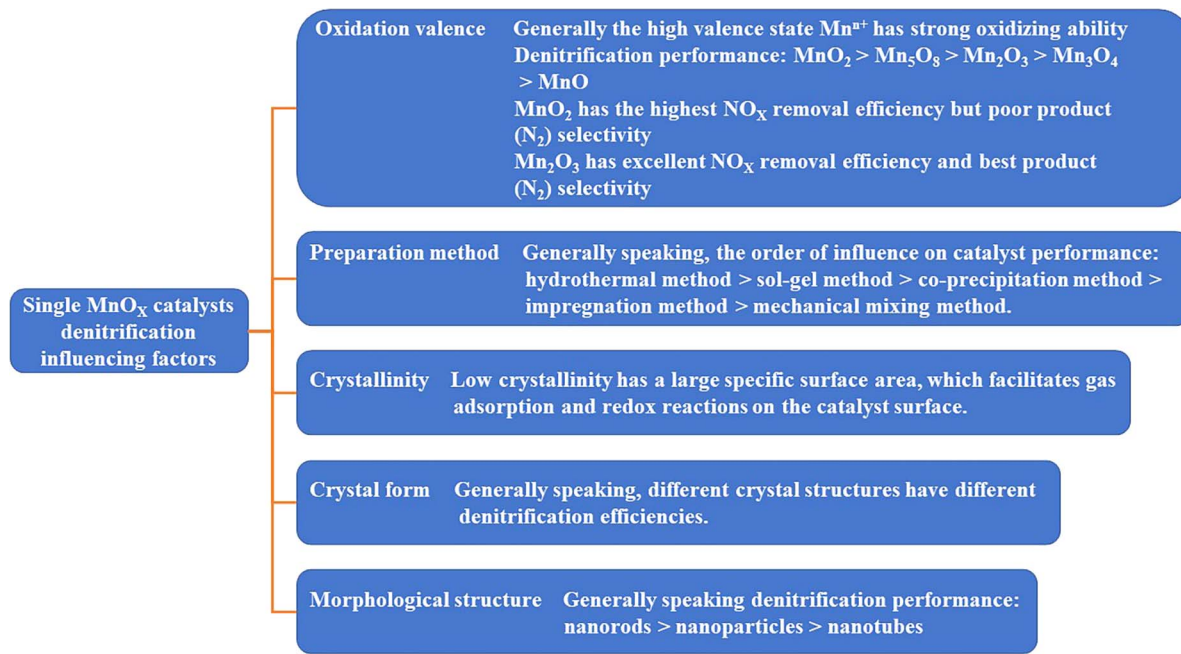 Single MnOₓ catalysts
denitrification
influencing factors
Oxidation valence Generally the high valence state Mnⁿ⁺ has strong oxidizing ability
Denitrification performance: MnO₂ > Mn₅O₈ > Mn₂O₃ > Mn₃O₄
> MnO
MnO₂ has the highest NOₓ removal efficiency but poor product
(N₂) selectivity
Mn₂O₃ has excellent NOₓ removal efficiency and best product
(N₂) selectivity
Preparation method Generally speaking, the order of influence on catalyst performance:
hydrothermal method > sol-gel method > co-precipitation method >
impregnation method > mechanical mixing method.
Crystallinity Low crystallinity has a large specific surface area, which facilitates gas
adsorption and redox reactions on the catalyst surface.
Crystal form Generally speaking, different crystal structures have different
denitrification efficiencies.
Morphological structure Generally speaking denitrification performance:
nanorods > nanoparticles > nanotubes